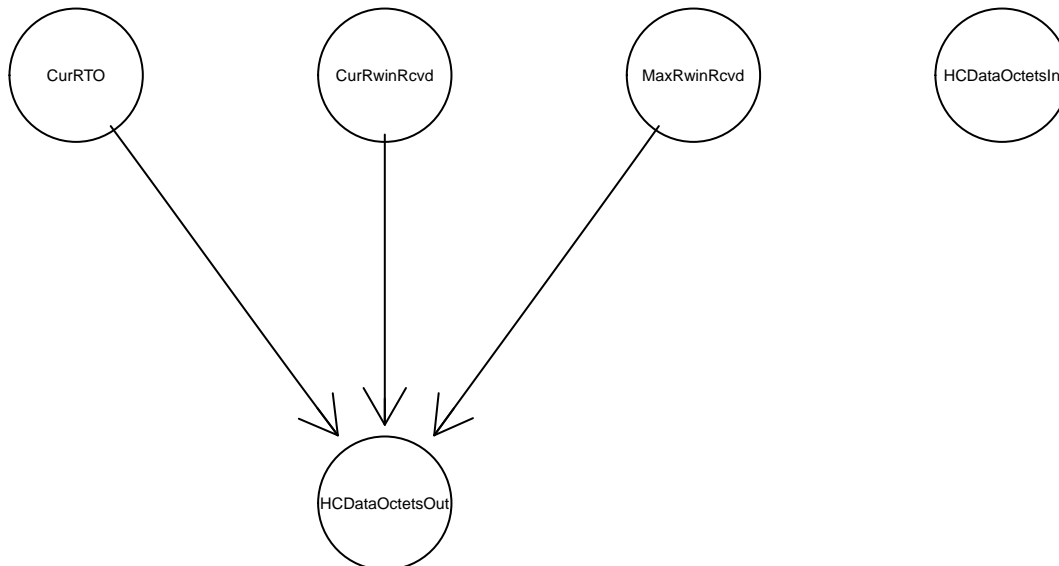 CurRTO
CurRwinRcvd
MaxRwinRcvd
HCDataOctetsIn
HCDataOctetsOut